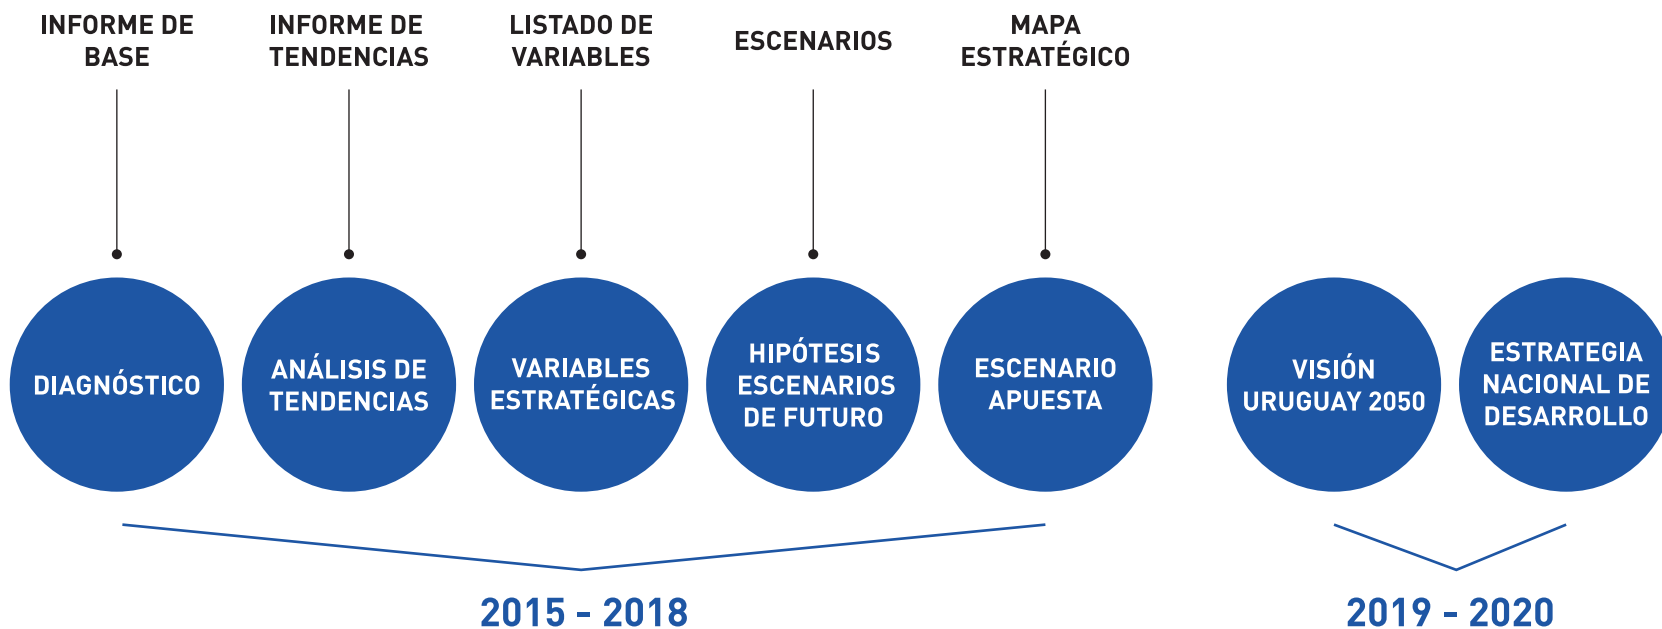 INFORME DE
BASE
INFORME DE
TENDENCIAS
LISTADO DE
VARIABLES
ESCENARIOS
MAPA
ESTRATÉGICO
DIAGNÓSTICO
ANÁLISIS DE
TENDENCIAS
VARIABLES
ESTRATÉGICAS
HIPÓTESIS
ESCENARIOS
DE FUTURO
ESCENARIO
APUESTA
VISIÓN
URUGUAY 2050
ESTRATEGIA
NACIONAL DE
DESARROLLO
2015 - 2018
2019 - 2020